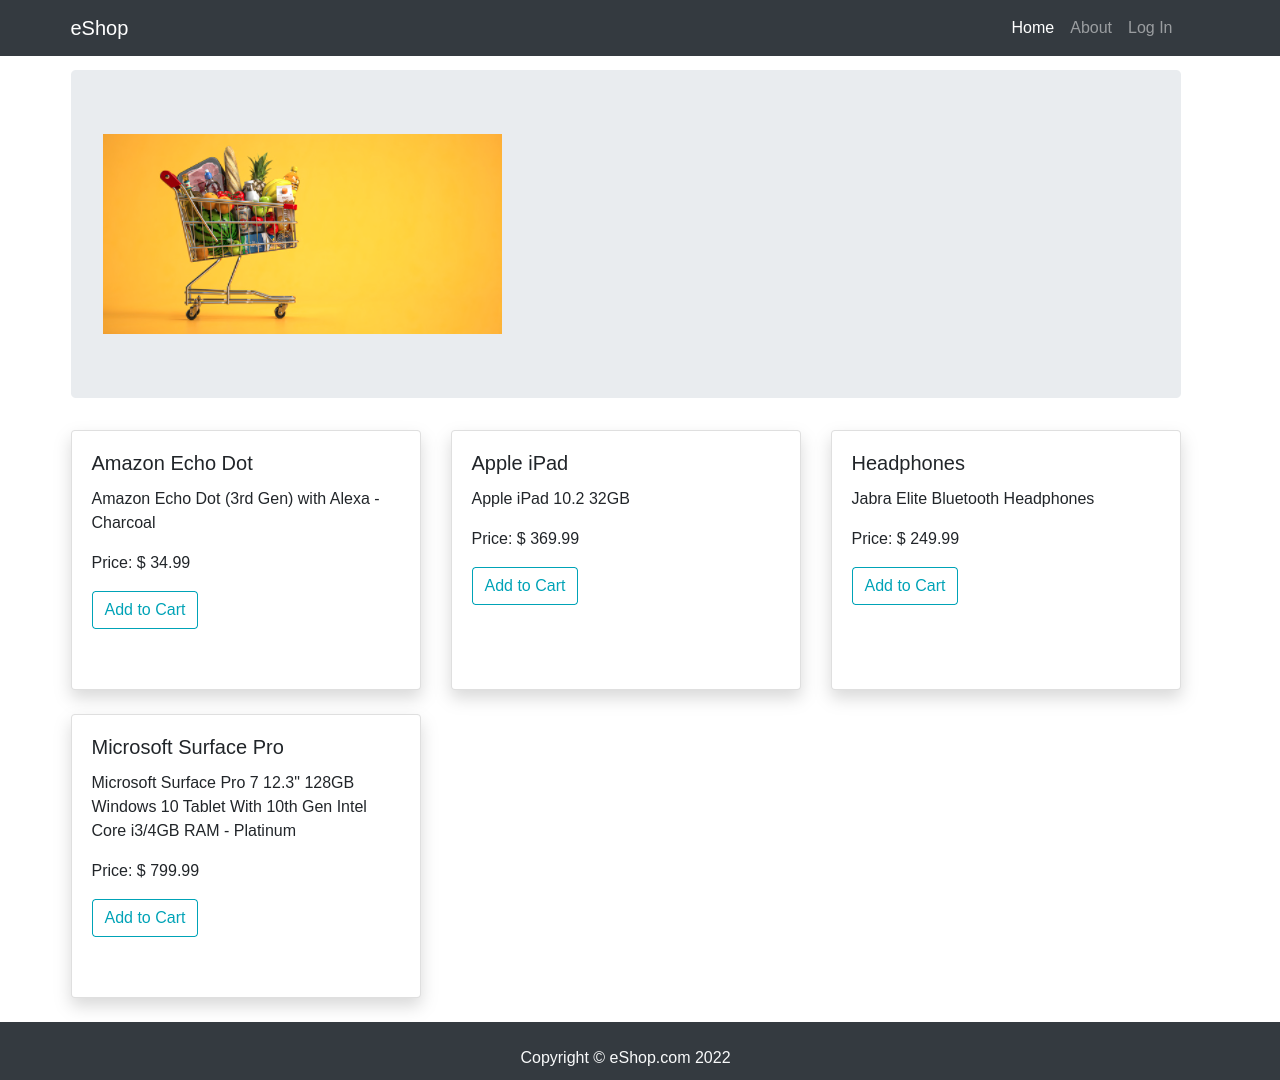 eShop
Home About Log In
Amazon Echo Dot
Amazon Echo Dot (3rd Gen) with Alexa -
Charcoal
Price: $ 34.99
Add to Cart
Apple iPad
Apple iPad 10.2 32GB
Price: $ 369.99
Add to Cart
Headphones
Jabra Elite Bluetooth Headphones
Price: $ 249.99
Add to Cart
Microsoft Surface Pro
Microsoft Surface Pro 7 12.3" 128GB
Windows 10 Tablet With 10th Gen Intel
Core i3/4GB RAM - Platinum
Price: $ 799.99
Add to Cart
Copyright © eShop.com 2022